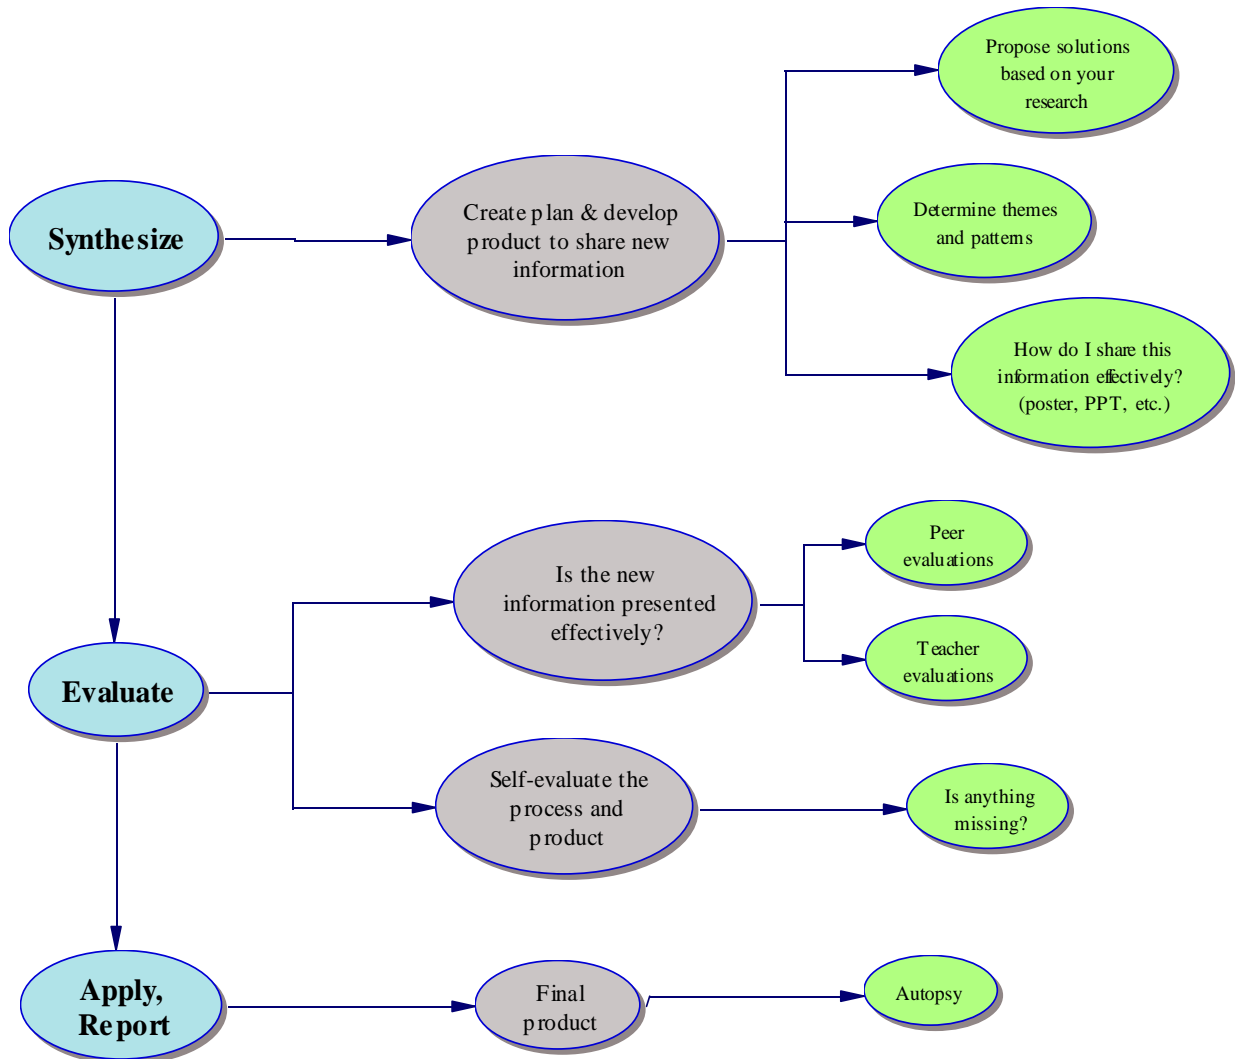 Propose solutions
based on your
research
Synthesize
Create plan & develop
product to share new
information
Determine themes
and patterns
How do I share this
information effectively?
(poster, PPT, etc.)
Is the new
information presented
effectively?
Peer
evaluations
Teacher
evaluations
Evaluate
Self-evaluate the
process and
product
Is anything
missing?
Apply,
Report
Final
product
Autopsy